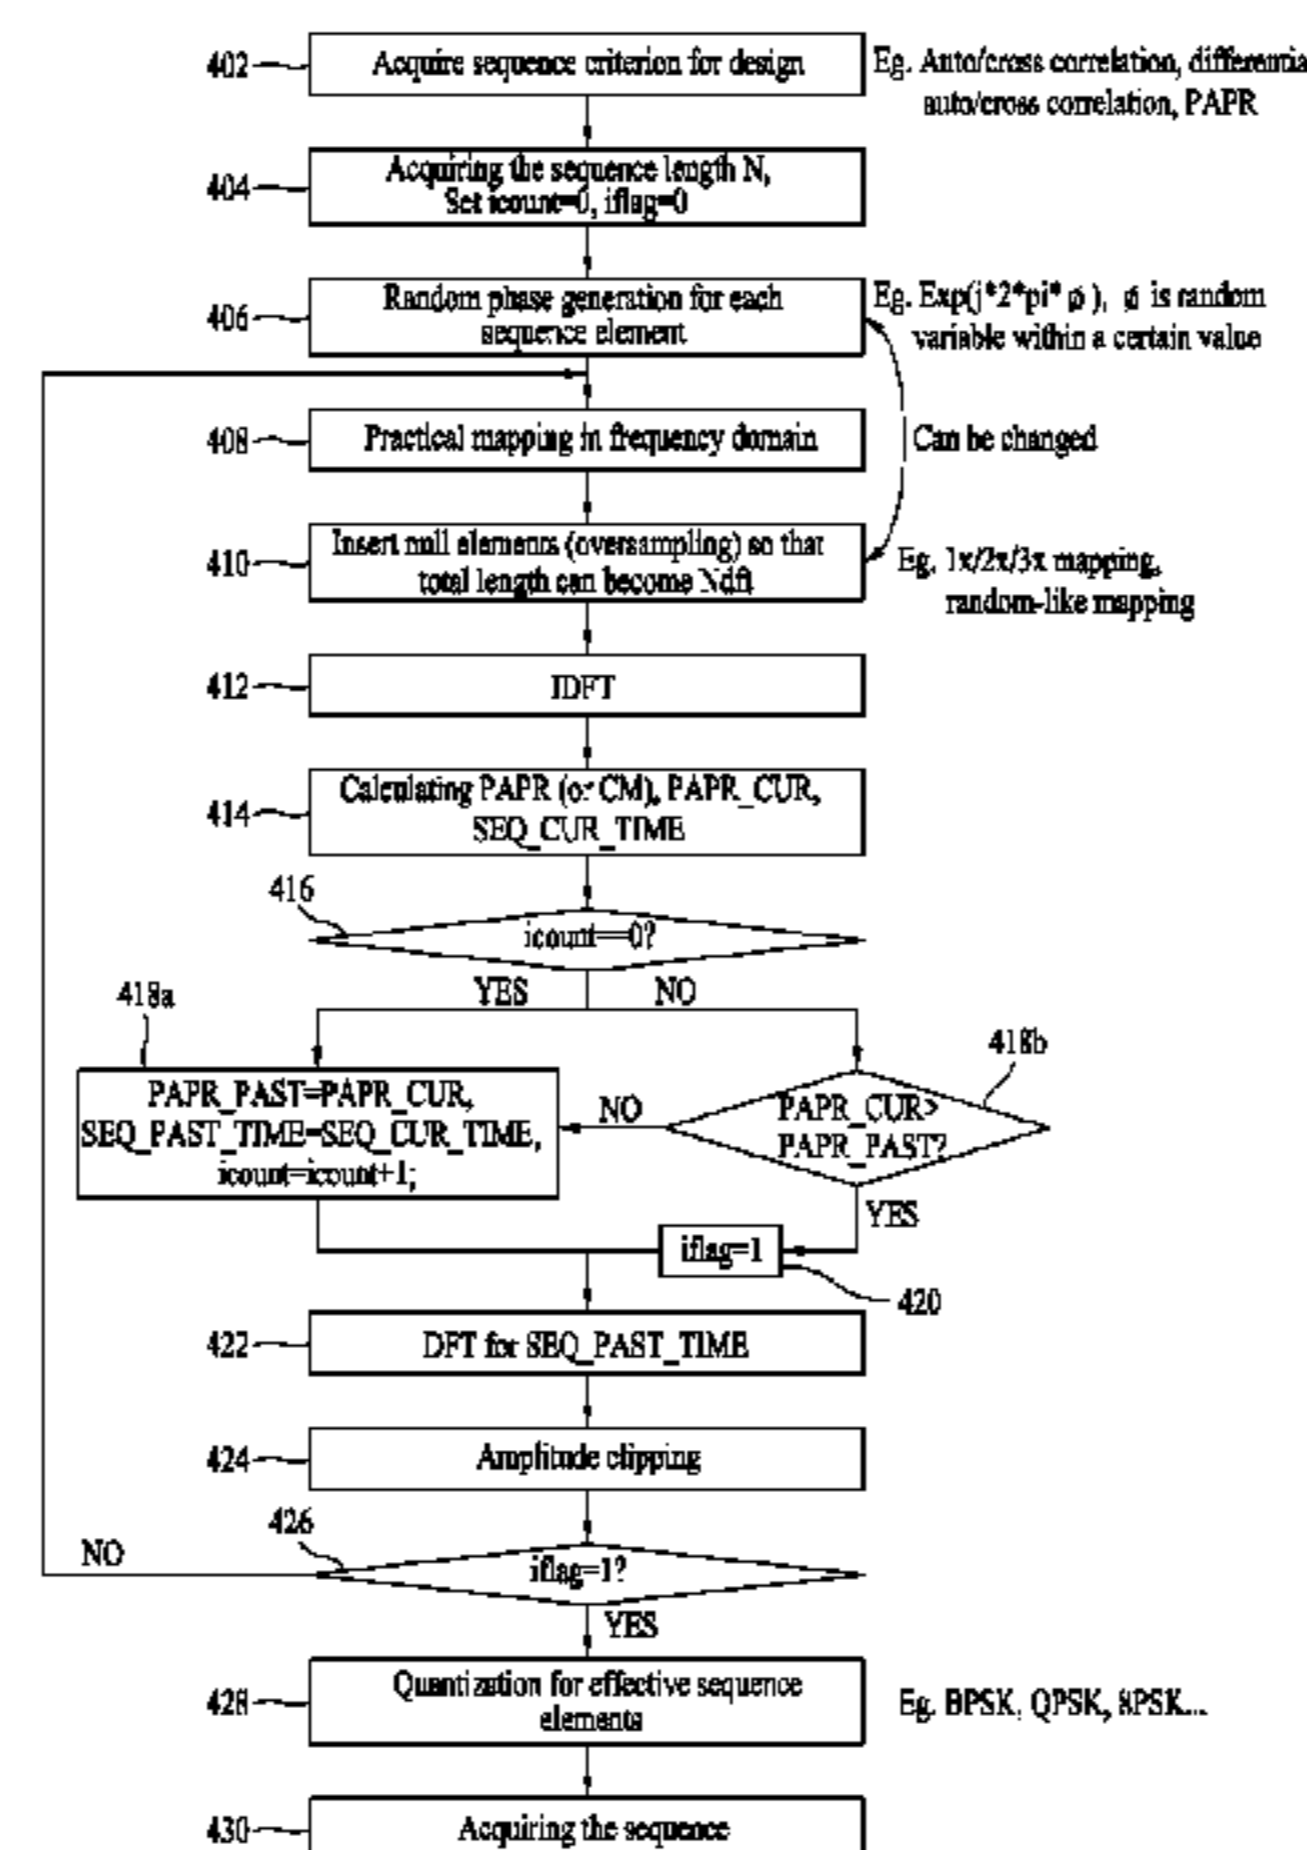 402
Acquire sequence criterion for design
Eg. Auto/cross correlation, differentia
auto/cross correlation, PAPR
404
Acquiring the sequence length N,
Set icount=0, iflag=0
406
Random phase generation for each
sequence element
Eg. Exp(j*2*pi* ø ), ø is random
variable within a certain value
408
Practical mapping in frequency domain
Can be changed
410
Insert null elements (oversampling) so that
total length can become Ndft
Eg. 1x/2x/3x mapping,
random-like mapping
412
IDFT
414
Calculating PAPR (or CM), PAPR_CUR,
SEQ_CUR_TIME
416
icount==0?
YES
NO
418a
PAPR_PAST=PAPR_CUR,
SEQ_PAST_TIME=SEQ_CUR_TIME,
icount=icount+1;
NO
418b
PAPR_CUR>
PAPR_PAST?
YES
iflag=1
420
422
DFT for SEQ_PAST_TIME
424
Amplitude clipping
426
iflag=1?
NO
YES
428
Quantization for effective sequence
elements
Eg. BPSK, QPSK, 8PSK...
430
Acquiring the sequence